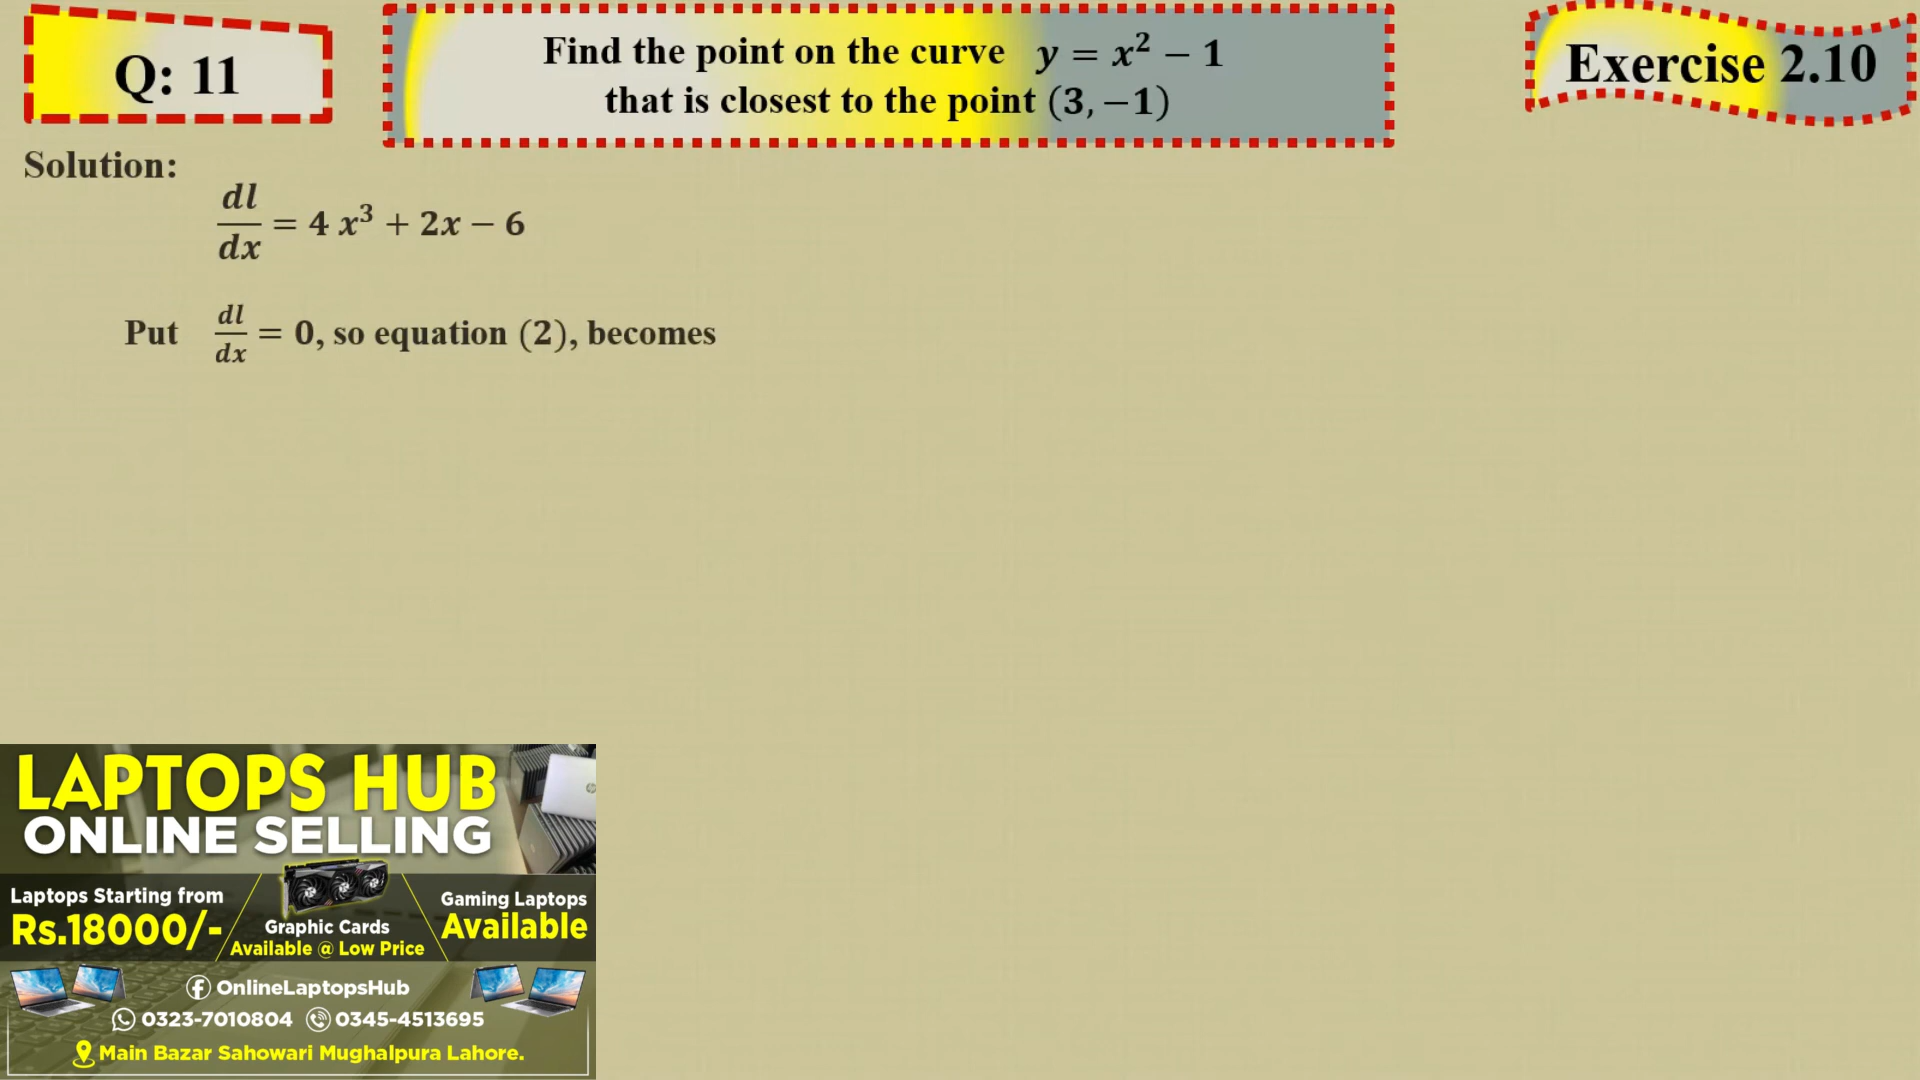 Q: 11
Find the point on the curve y = x² − 1
that is closest to the point (3, −1)
Exercise 2.10
Solution:
dl/dx = 4 x³ + 2x − 6
Put dl/dx = 0, so equation (2), becomes
LAPTOPS HUB
ONLINE SELLING
Laptops Starting from
Rs.18000/-
Graphic Cards
Available @ Low Price
Gaming Laptops
Available
OnlineLaptopsHub
0323-7010804 0345-4513695
Main Bazar Sahowari Mughalpura Lahore.